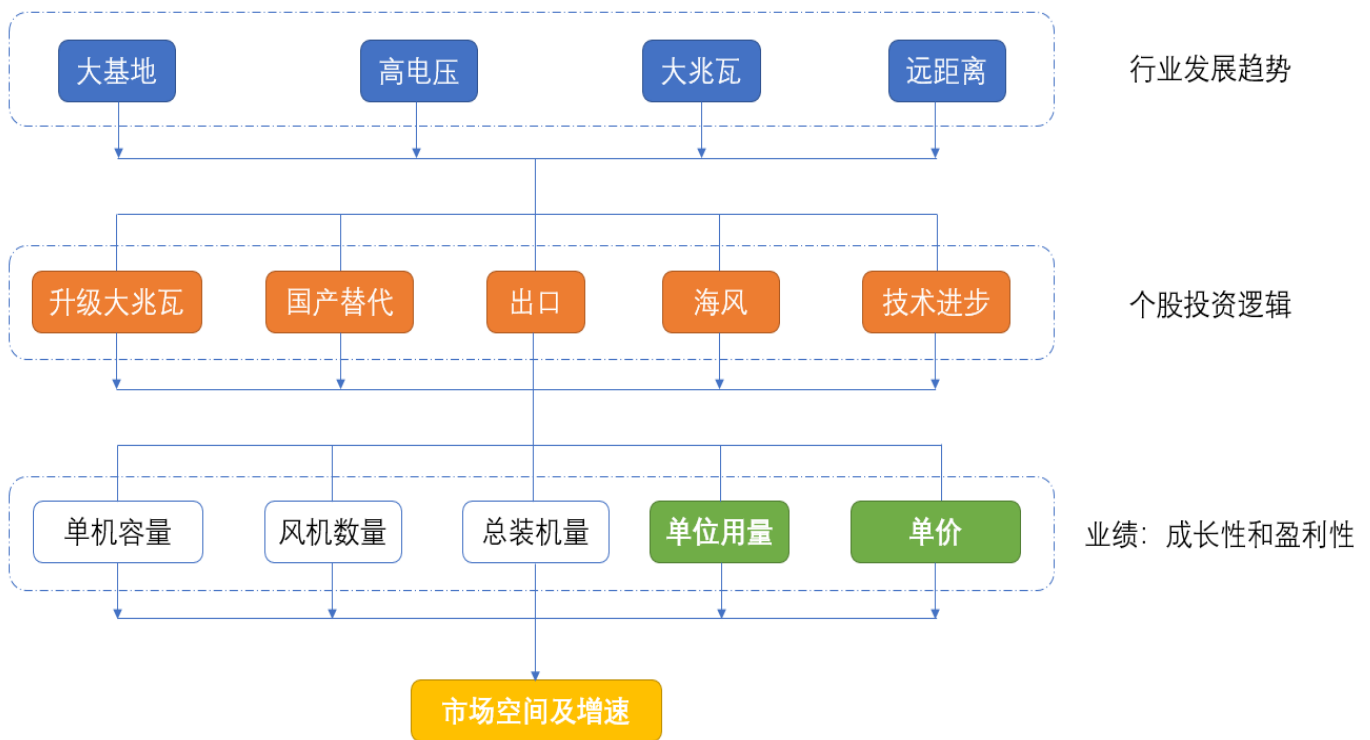 大基地
高电压
大兆瓦
远距离
行业发展趋势
升级大兆瓦
国产替代
出口
海风
技术进步
个股投资逻辑
单机容量
风机数量
总装机量
单位用量
单价
业绩：成长性和盈利性
市场空间及增速